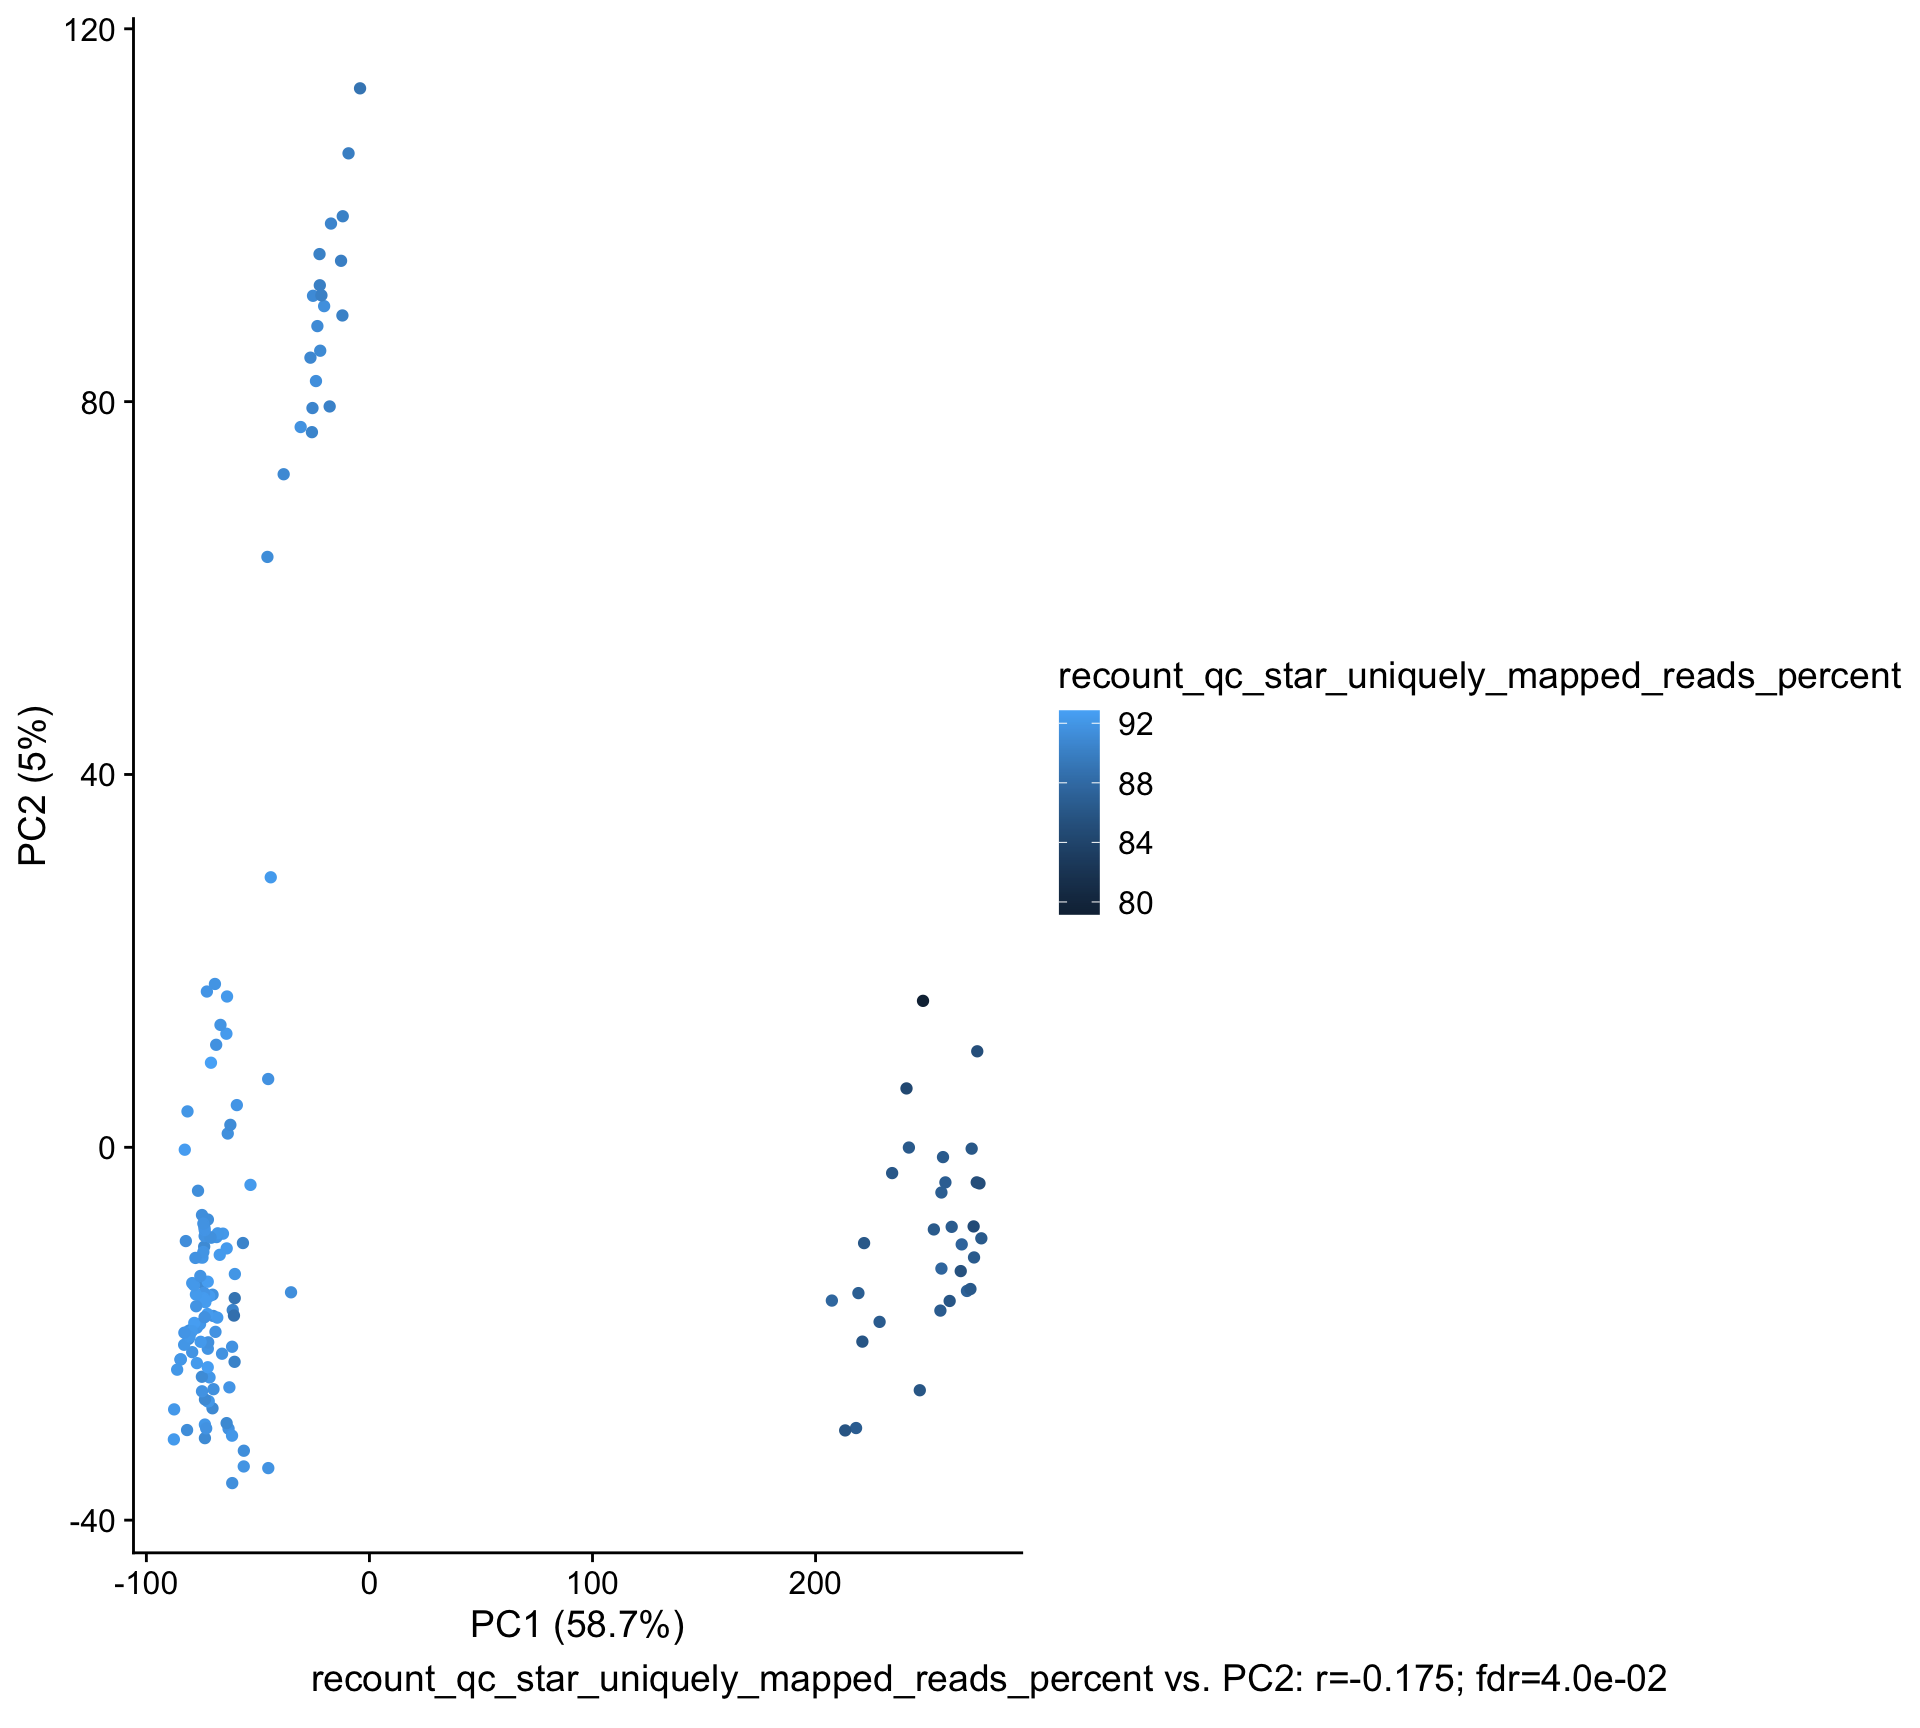 120
80
40
0
-40
PC2 (5%)
-100 0 100 200
PC1 (58.7%)
recount_qc_star_uniquely_mapped_reads_percent
92
88
84
80
recount_qc_star_uniquely_mapped_reads_percent vs. PC2: r=-0.175; fdr=4.0e-02